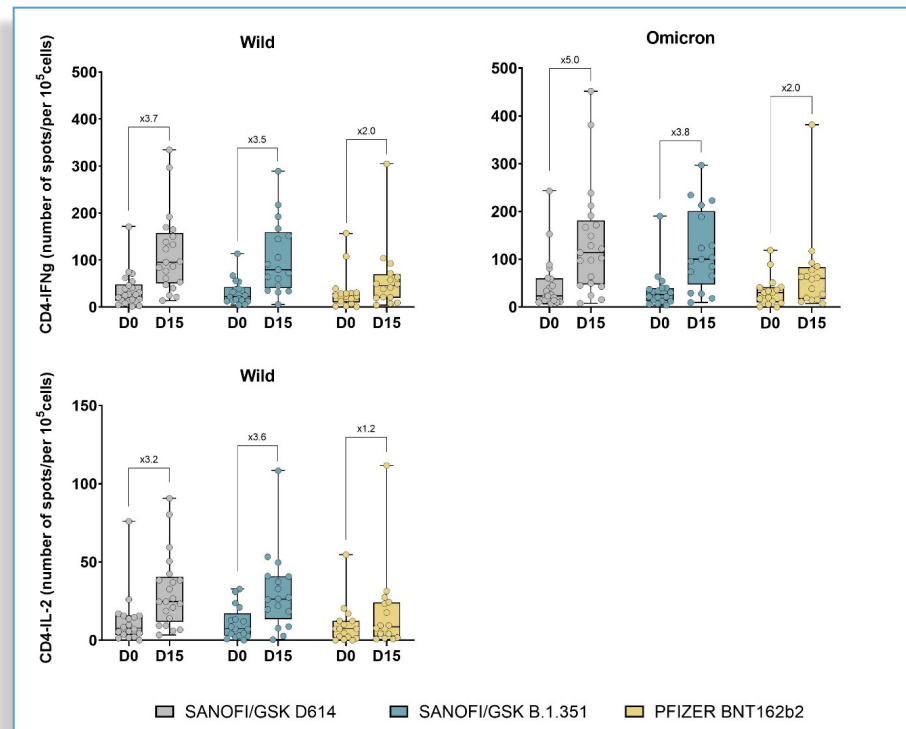 Wild
CD4-IFNg (number of spots/per 10⁵cells)
500
400
300
200
100
0
x3.7
x3.5
x2.0
D0 D15 D0 D15 D0 D15
Omicron
500
400
300
200
100
0
x5.0
x3.8
x2.0
D0 D15 D0 D15 D0 D15
Wild
CD4-IL-2 (number of spots/per 10⁵cells)
150
100
50
0
x3.2
x3.6
x1.2
D0 D15 D0 D15 D0 D15
SANOFI/GSK D614 SANOFI/GSK B.1.351 PFIZER BNT162b2